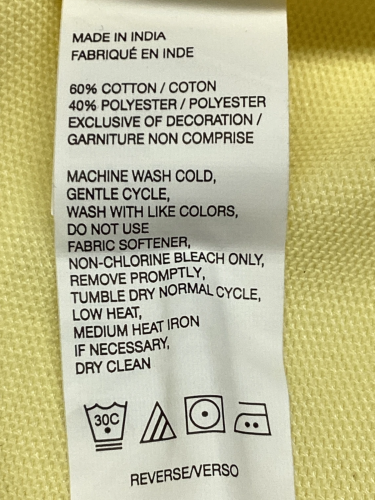 MADE IN INDIA
FABRIQUÉ EN INDE
60% COTTON / COTON
40% POLYESTER / POLYESTER
EXCLUSIVE OF DECORATION /
GARNITURE NON COMPRISE
MACHINE WASH COLD,
GENTLE CYCLE,
WASH WITH LIKE COLORS,
DO NOT USE
FABRIC SOFTENER,
NON-CHLORINE BLEACH ONLY,
REMOVE PROMPTLY,
TUMBLE DRY NORMAL CYCLE,
LOW HEAT,
MEDIUM HEAT IRON
IF NECESSARY,
DRY CLEAN
30C
REVERSE/VERSO